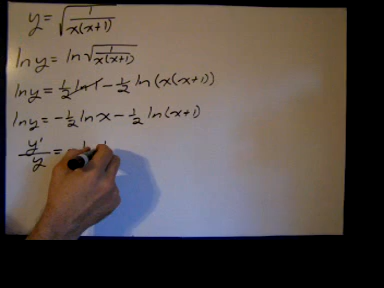 y = √(1/(x(x+1)))
ln y = ln √(1/(x(x+1)))
ln y = 1/2 ln 1 - 1/2 ln (x(x+1))
ln y = -1/2 ln x - 1/2 ln (x+1)
y'/y =